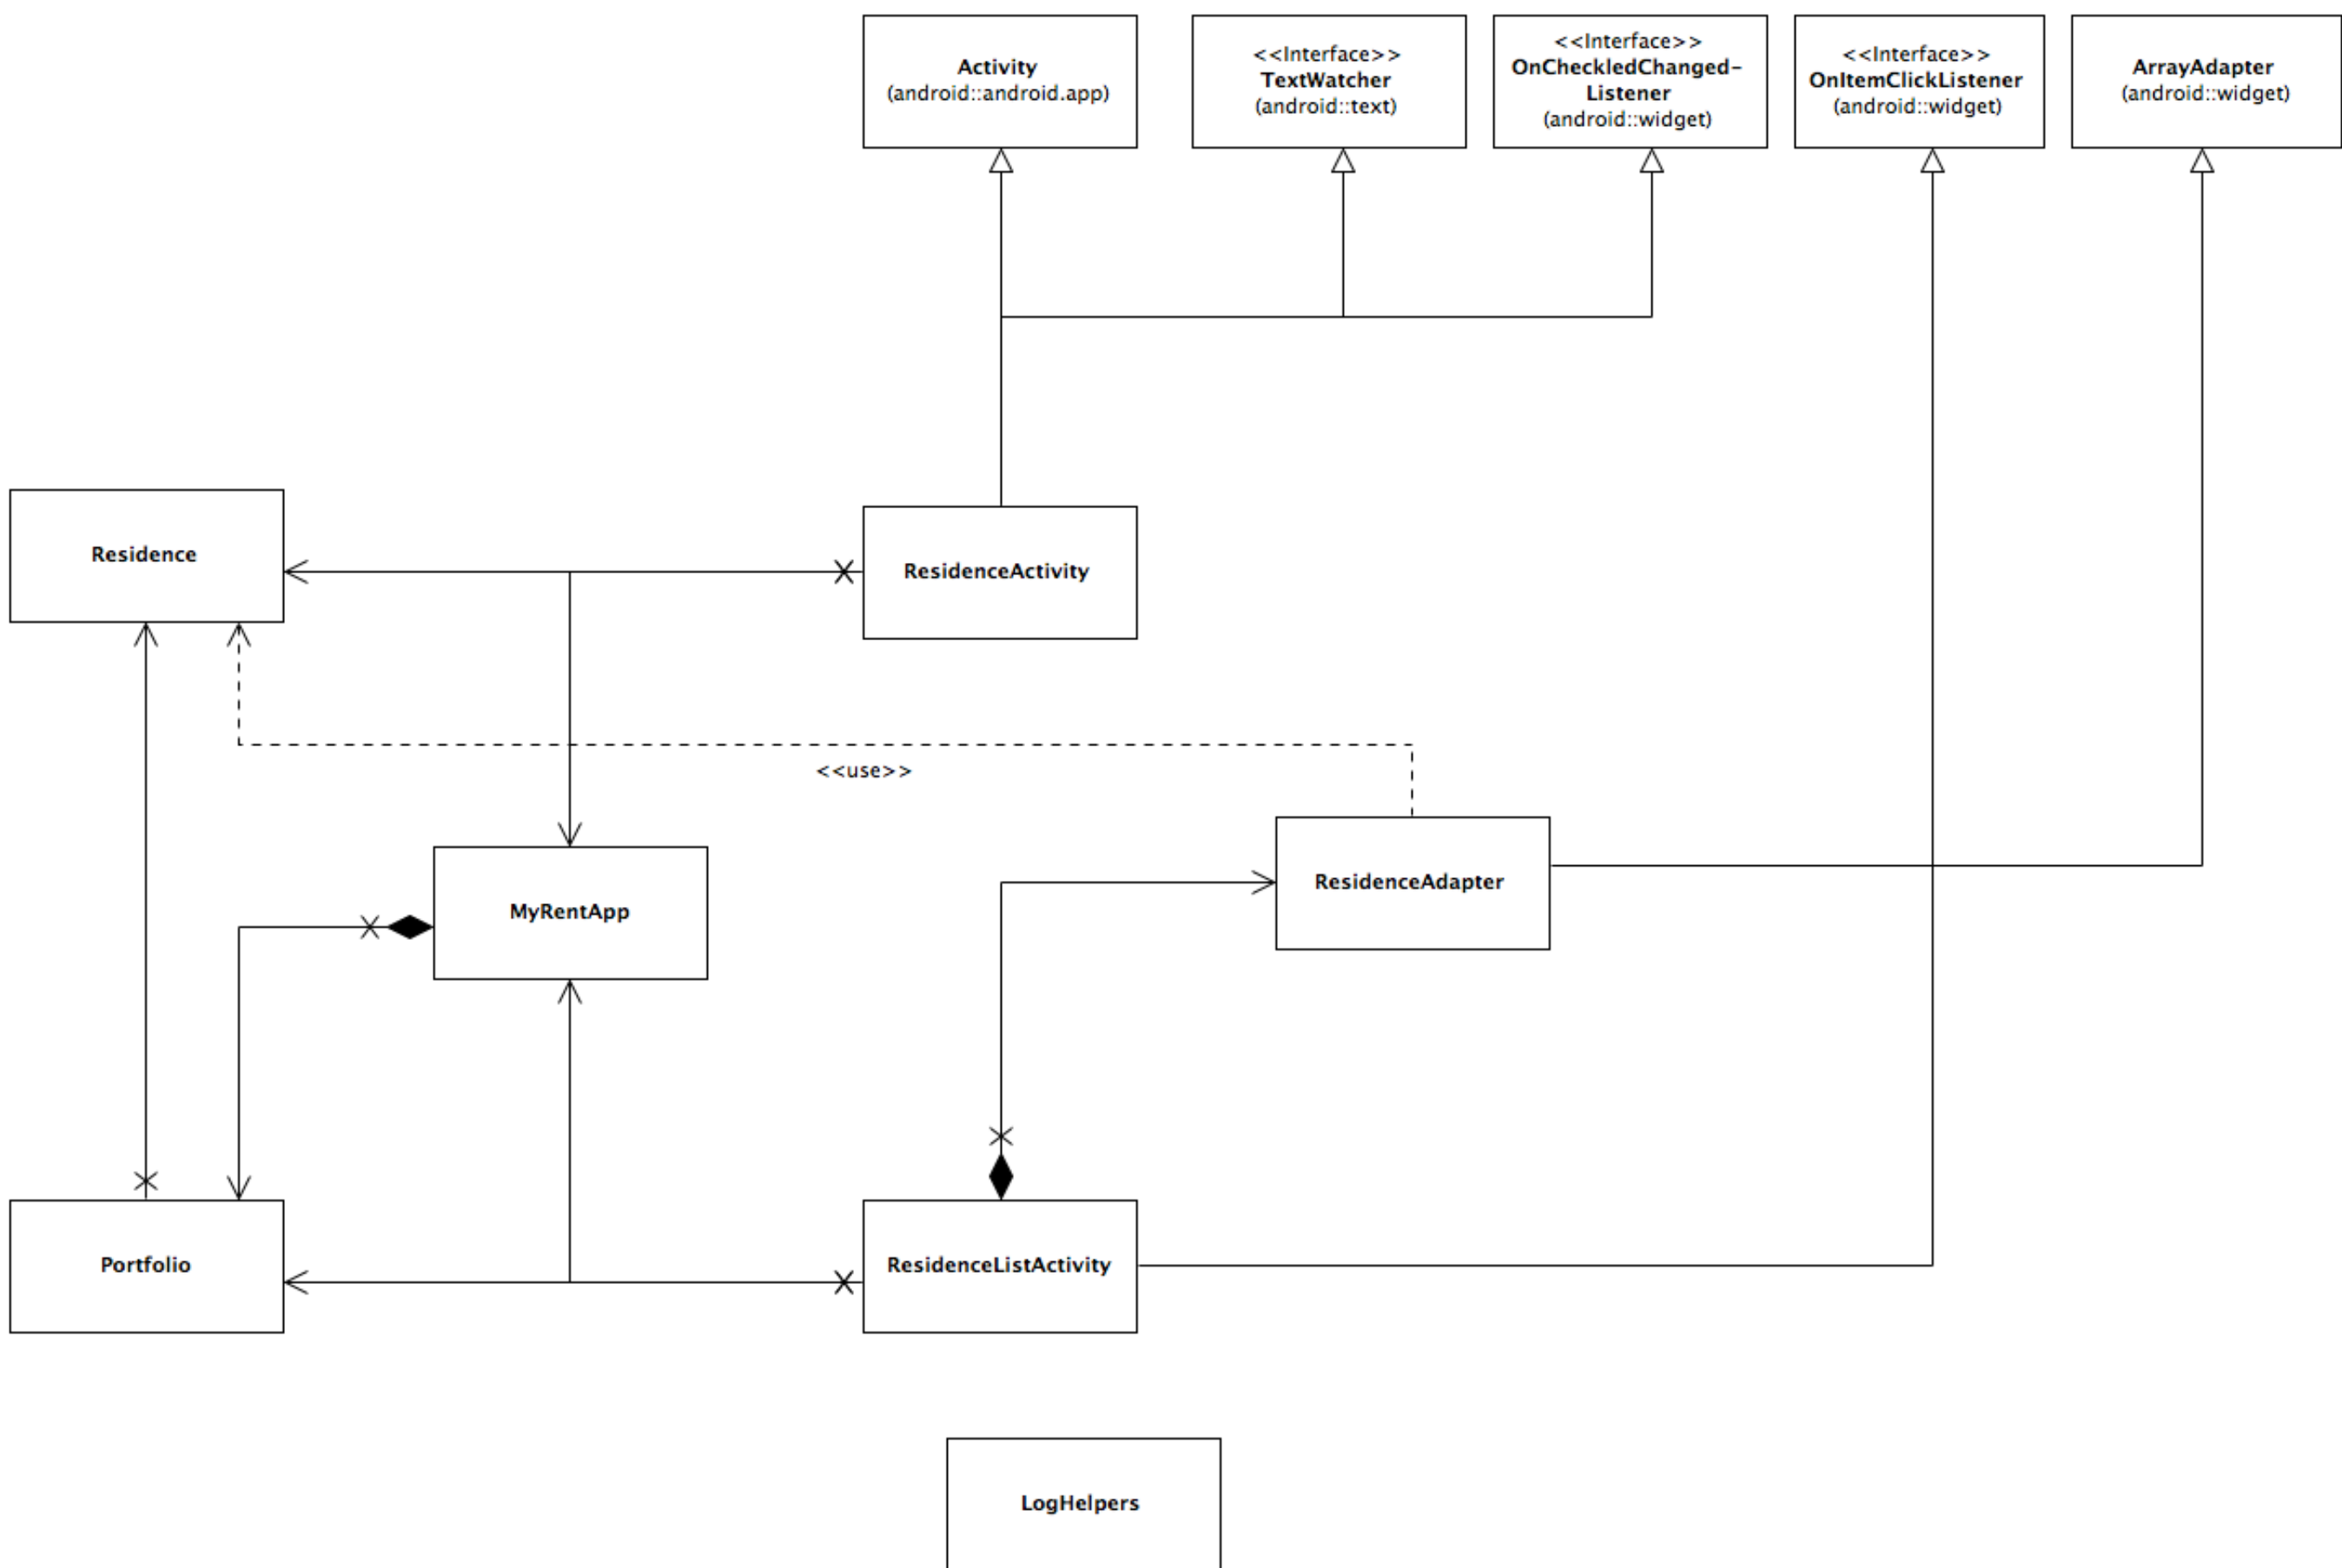 Activity
(android::android.app)
<<Interface>>
TextWatcher
(android::text)
<<Interface>>
OnCheckledChanged-
Listener
(android::widget)
<<Interface>>
OnItemClickListener
(android::widget)
ArrayAdapter
(android::widget)
Residence
ResidenceActivity
<<use>>
ResidenceAdapter
MyRentApp
Portfolio
ResidenceListActivity
LogHelpers